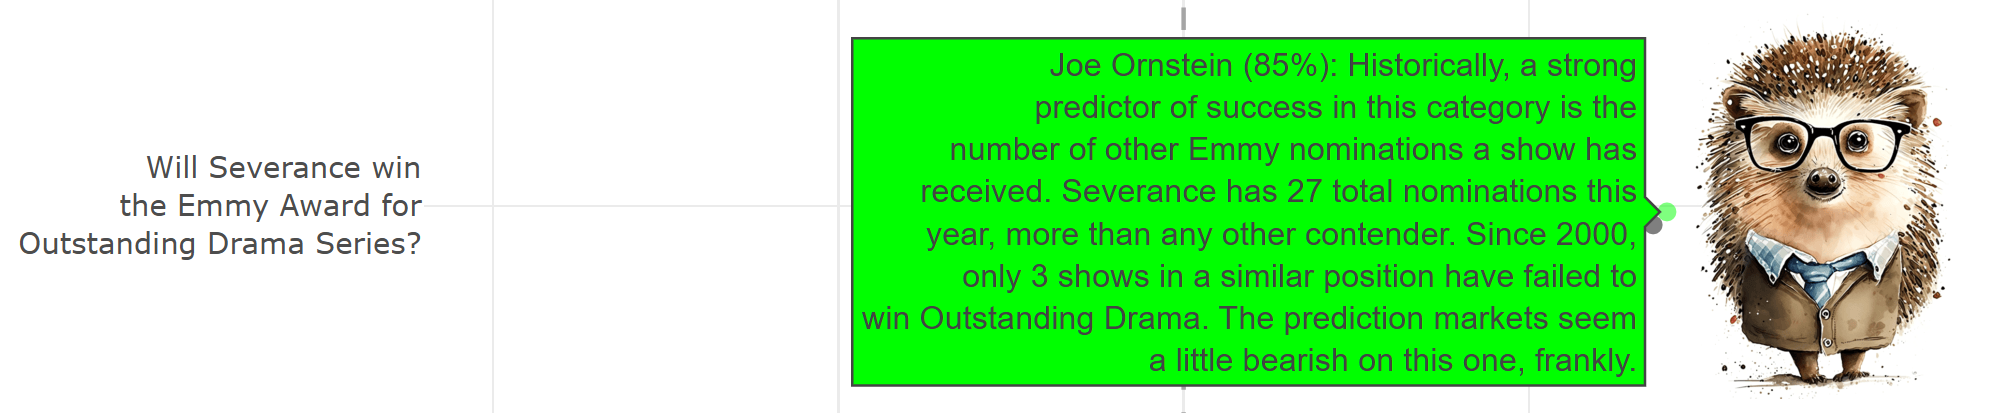 Will Severance win
the Emmy Award for
Outstanding Drama Series?
Joe Ornstein (85%): Historically, a strong
predictor of success in this category is the
number of other Emmy nominations a show has
received. Severance has 27 total nominations this
year, more than any other contender. Since 2000,
only 3 shows in a similar position have failed to
win Outstanding Drama. The prediction markets seem
a little bearish on this one, frankly.